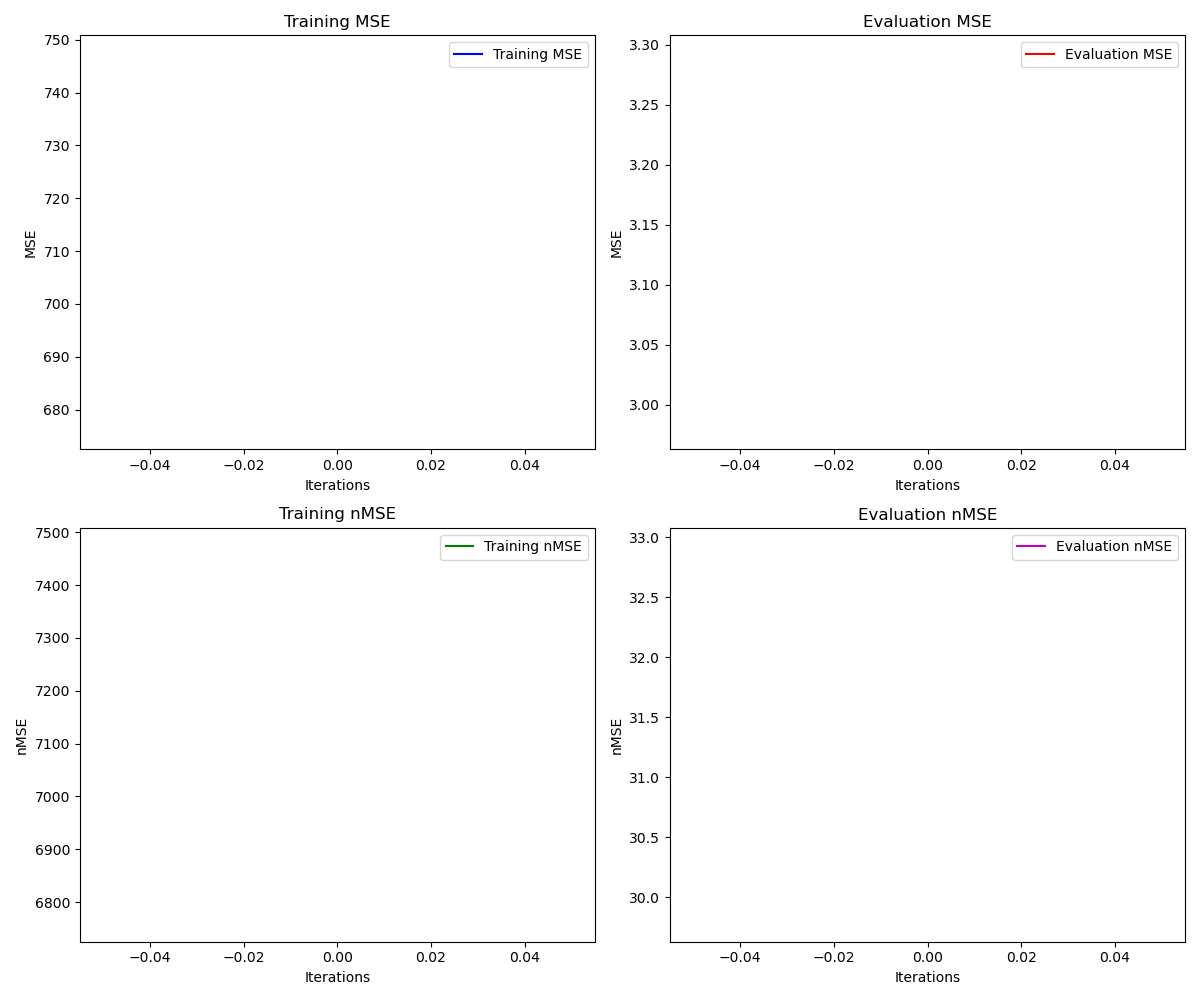 Training MSE
Training MSE
750
740
730
720
710
700
690
680
MSE
−0.04 −0.02 0.00 0.02 0.04
Iterations
Evaluation MSE
Evaluation MSE
3.30
3.25
3.20
3.15
3.10
3.05
3.00
MSE
−0.04 −0.02 0.00 0.02 0.04
Iterations
Training nMSE
Training nMSE
7500
7400
7300
7200
7100
7000
6900
6800
nMSE
−0.04 −0.02 0.00 0.02 0.04
Iterations
Evaluation nMSE
Evaluation nMSE
33.0
32.5
32.0
31.5
31.0
30.5
30.0
nMSE
−0.04 −0.02 0.00 0.02 0.04
Iterations